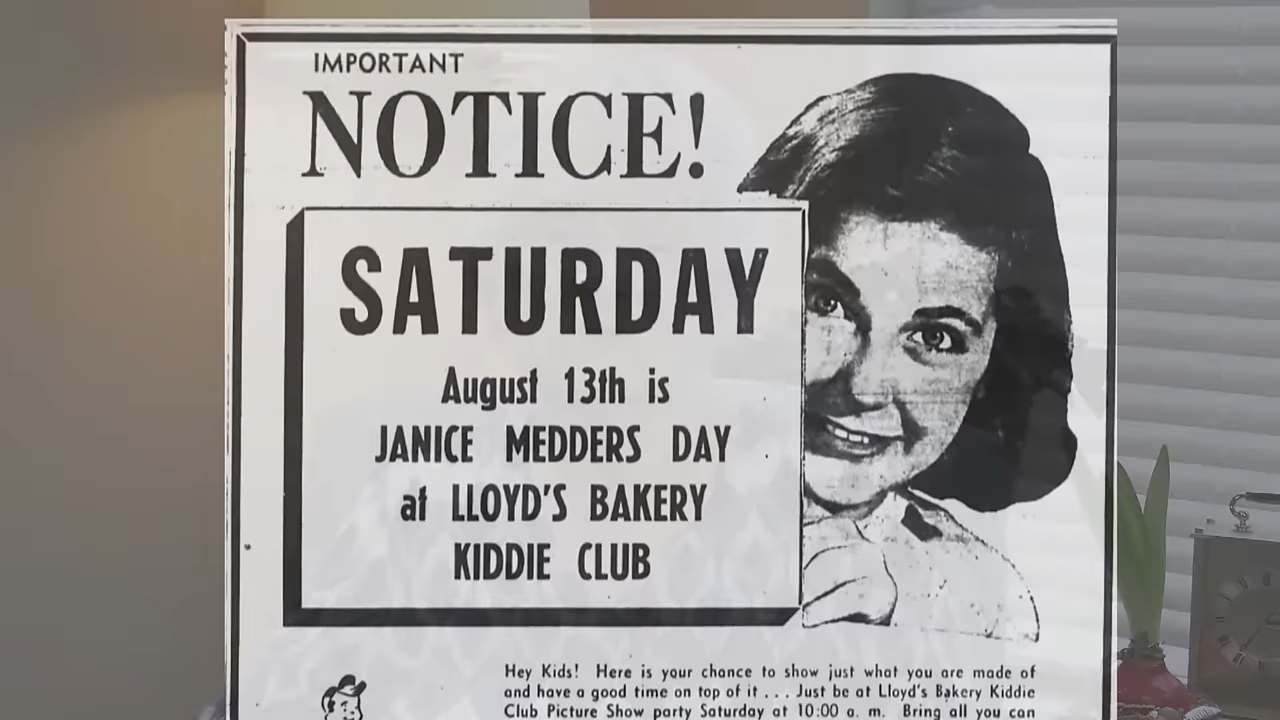 IMPORTANT
NOTICE!
SATURDAY
August 13th is
JANICE MEDDERS DAY
at LLOYD'S BAKERY
KIDDIE CLUB
Hey Kids! Here is your chance to show just what you are made of
and have a good time on top of it . . . Just be at Lloyd's Bakery Kiddie
Club Picture Show party Saturday at 10:00 a. m. Bring all you can